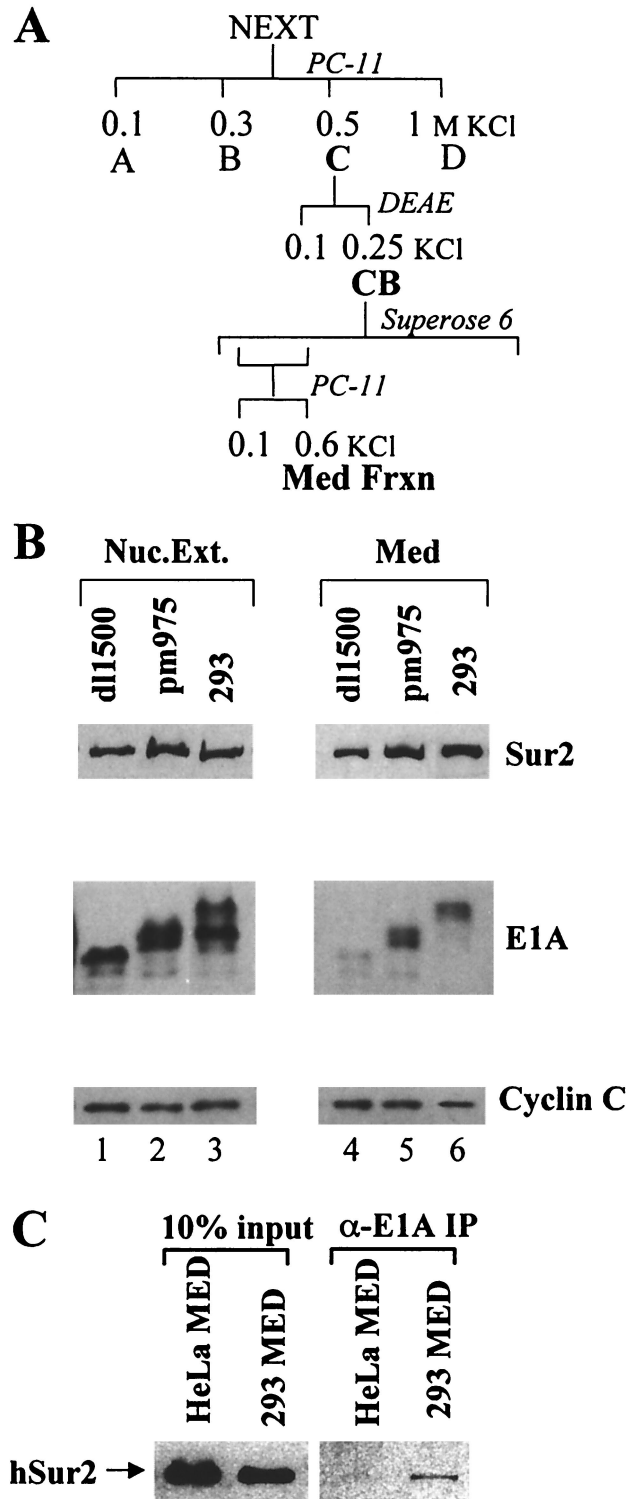 A
NEXT
PC-11
0.1 0.3 0.5 1 M KCl
A B C D
DEAE
0.1 0.25 KCl
CB
Superose 6
PC-11
0.1 0.6 KCl
Med Frxn
B
Nuc.Ext. Med
dl1500 pm975 293 dl1500 pm975 293
Sur2
E1A
Cyclin C
1 2 3 4 5 6
C
10% input α-E1A IP
HeLa MED 293 MED HeLa MED 293 MED
hSur2